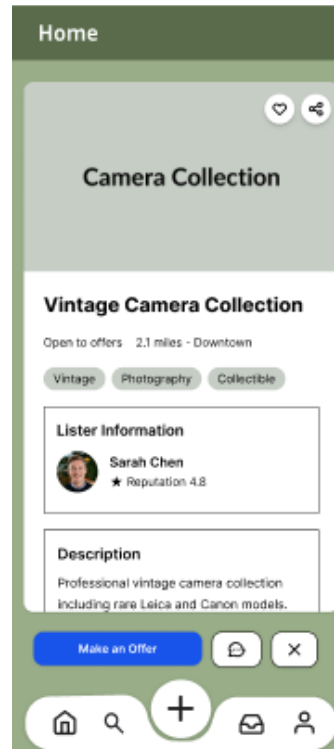 Home
Camera Collection
Vintage Camera Collection
Open to offers 2.1 miles - Downtown
Vintage Photography Collectible
Lister Information
Sarah Chen
★ Reputation 4.8
Description
Professional vintage camera collection
including rare Leica and Canon models.
Make an Offer